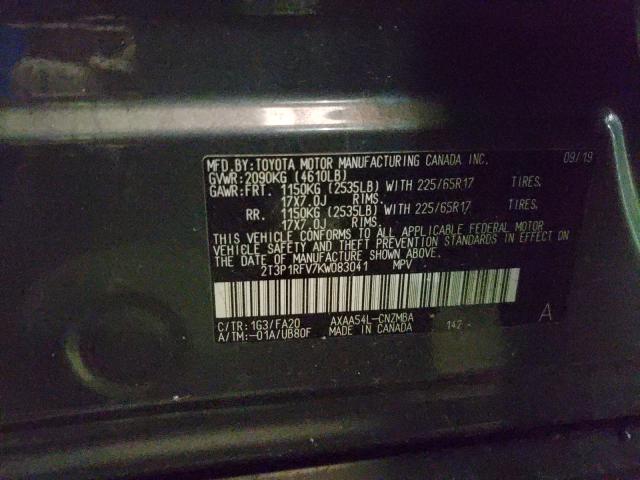 MFD.BY:TOYOTA MOTOR MANUFACTURING CANADA INC. 09/19
GVWR:2090KG (4610LB)
GAWR:FRT. 1150KG (2535LB) WITH 225/65R17 TIRES.
17X7.0J RIMS.
RR. 1150KG (2535LB) WITH 225/65R17 TIRES.
17X7.0J RIMS.
THIS VEHICLE CONFORMS TO ALL APPLICABLE FEDERAL MOTOR
VEHICLE SAFETY AND THEFT PREVENTION STANDARDS IN EFFECT ON
THE DATE OF MANUFACTURE SHOWN ABOVE.
2T3P1RFV7KW083041 MPV
C/TR:1G3/FA20 AXAA54L-CNZMBA 142 A
A/TM:-01A/UB80F MADE IN CANADA